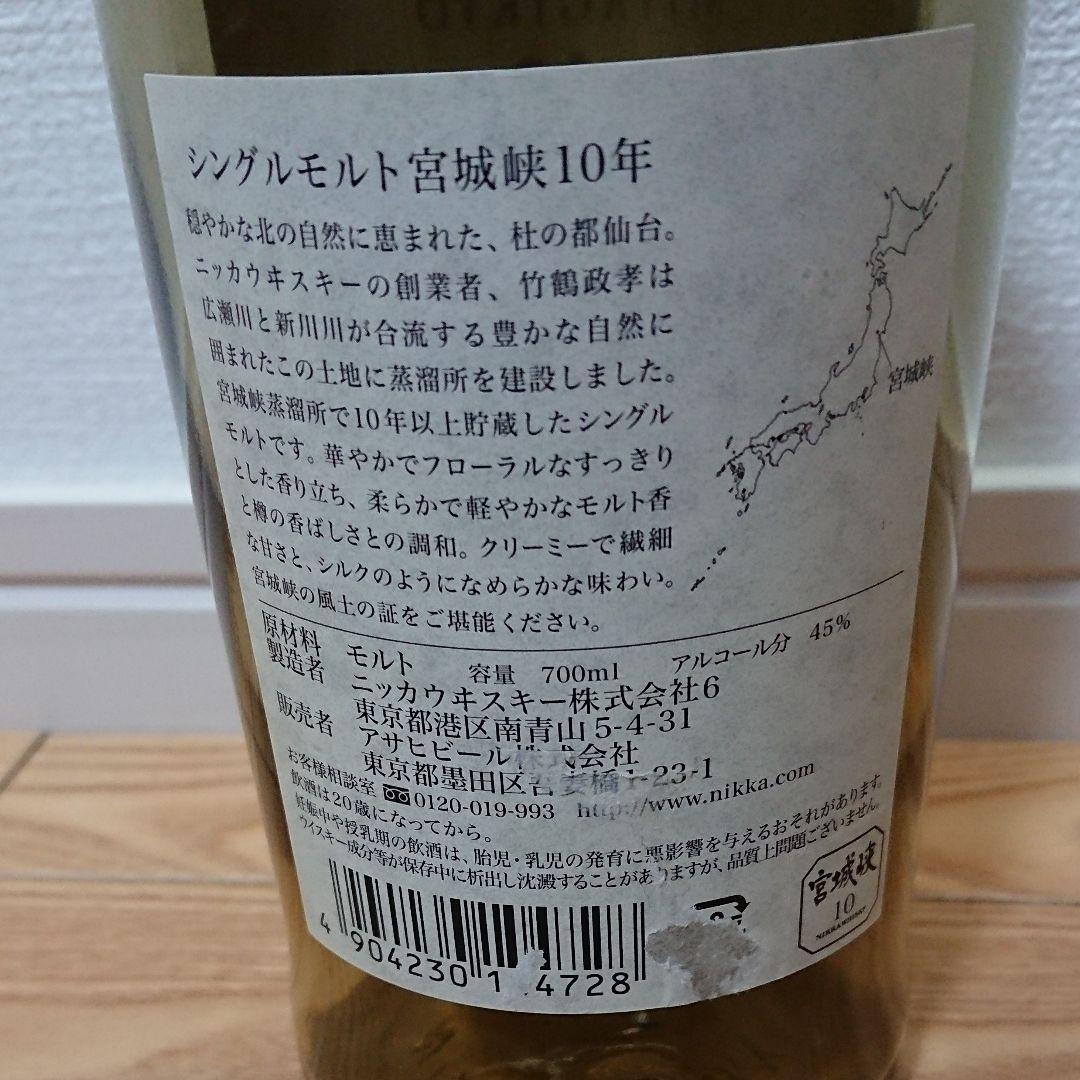 シングルモルト宮城峡10年
穏やかな北の自然に恵まれた、杜の都仙台。
ニッカウヰスキーの創業者、竹鶴政孝は
広瀬川と新川川が合流する豊かな自然に
囲まれたこの土地に蒸溜所を建設しました。
宮城峡蒸溜所で10年以上貯蔵したシングル
モルトです。華やかでフローラルなすっきり
とした香り立ち、柔らかで軽やかなモルト香
と樽の香ばしさとの調和。クリーミーで繊細
な甘さと、シルクのようになめらかな味わい。
宮城峡の風土の証をご堪能ください。
宮城峡
原材料 モルト 容量 700ml アルコール分 45%
製造者 ニッカウヰスキー株式会社6
東京都港区南青山5-4-31
販売者 アサヒビール株式会社
東京都墨田区吾妻橋1-23-1
お客様相談室 0120-019-993 http://www.nikka.com
飲酒は20歳になってから。
妊娠中や授乳期の飲酒は、胎児・乳児の発育に悪影響を与えるおそれがあります。
ウイスキー成分等が保存中に析出し沈澱することがありますが、品質上問題ございません。
4 904230 1 4728
宮城峡
10
NIKKA WHISKY